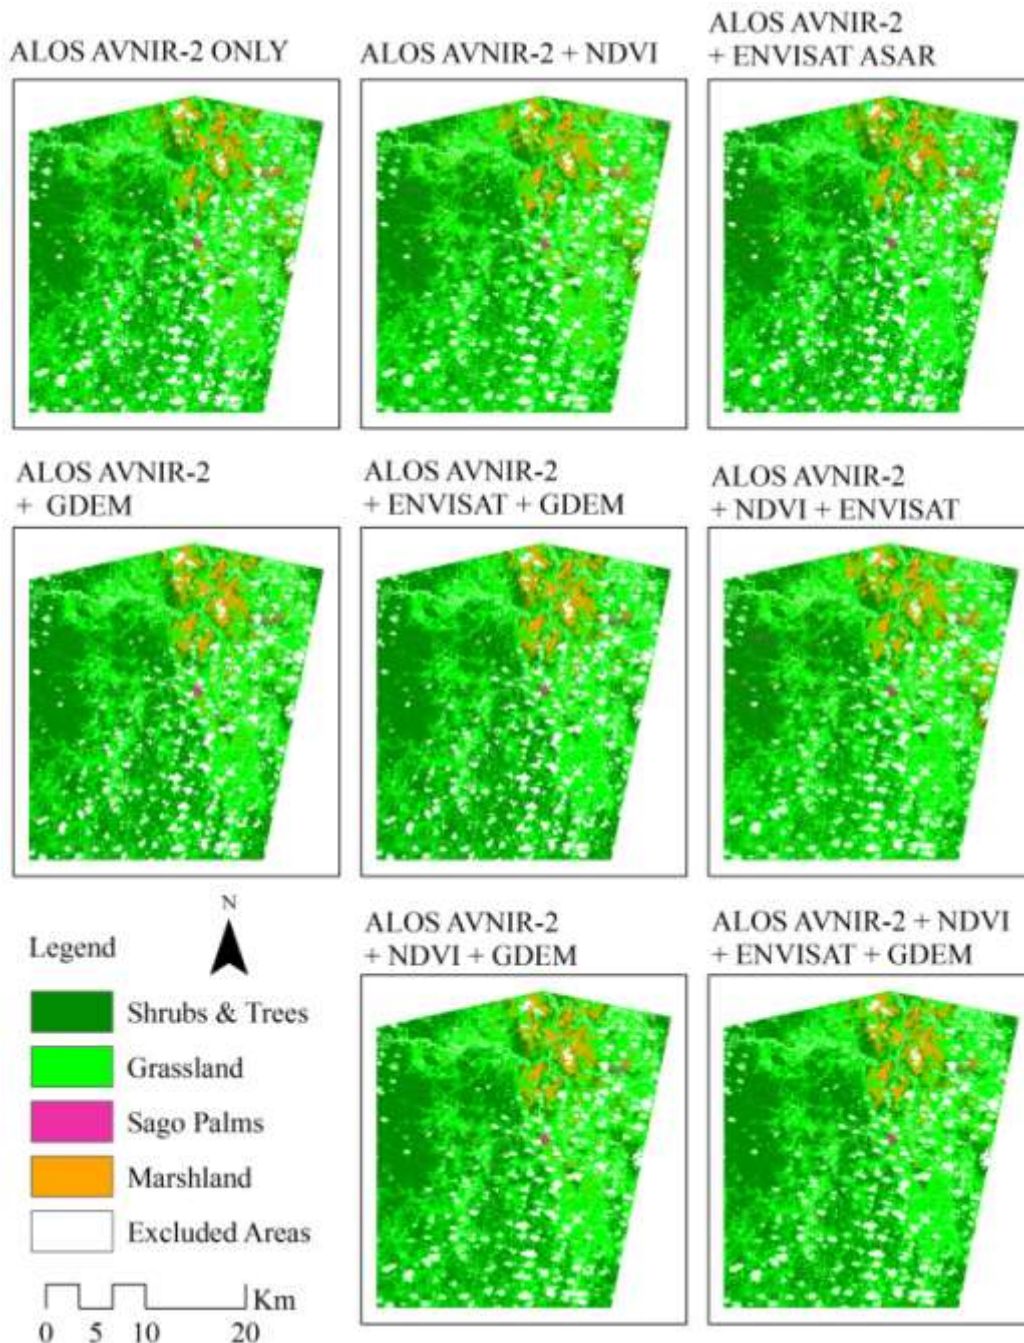 ALOS AVNIR-2 ONLY
ALOS AVNIR-2 + NDVI
ALOS AVNIR-2
+ ENVISAT ASAR
ALOS AVNIR-2
+ GDEM
ALOS AVNIR-2
+ ENVISAT + GDEM
ALOS AVNIR-2
+ NDVI + ENVISAT
N
Legend
Shrubs & Trees
Grassland
Sago Palms
Marshland
Excluded Areas
Km
0 5 10 20
ALOS AVNIR-2
+ NDVI + GDEM
ALOS AVNIR-2 + NDVI
+ ENVISAT + GDEM